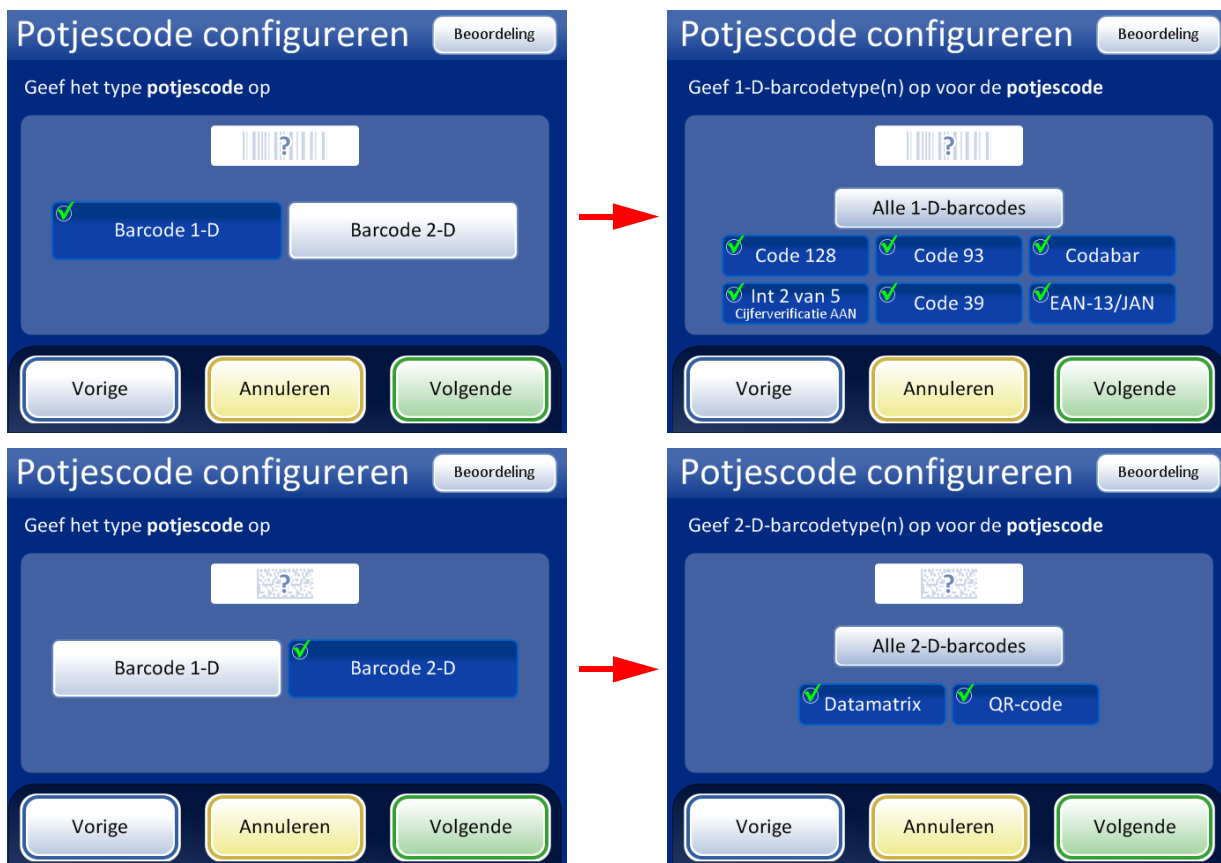 Potjescode configureren
Beoordeling
Geef het type potjescode op
?
Barcode 1-D
Barcode 2-D
Vorige
Annuleren
Volgende
Potjescode configureren
Beoordeling
Geef 1-D-barcodetype(n) op voor de potjescode
?
Alle 1-D-barcodes
Code 128
Code 93
Codabar
Int 2 van 5
Cijferverificatie AAN
Code 39
EAN-13/JAN
Vorige
Annuleren
Volgende
Potjescode configureren
Beoordeling
Geef het type potjescode op
?
Barcode 1-D
Barcode 2-D
Vorige
Annuleren
Volgende
Potjescode configureren
Beoordeling
Geef 2-D-barcodetype(n) op voor de potjescode
?
Alle 2-D-barcodes
Datamatrix
QR-code
Vorige
Annuleren
Volgende